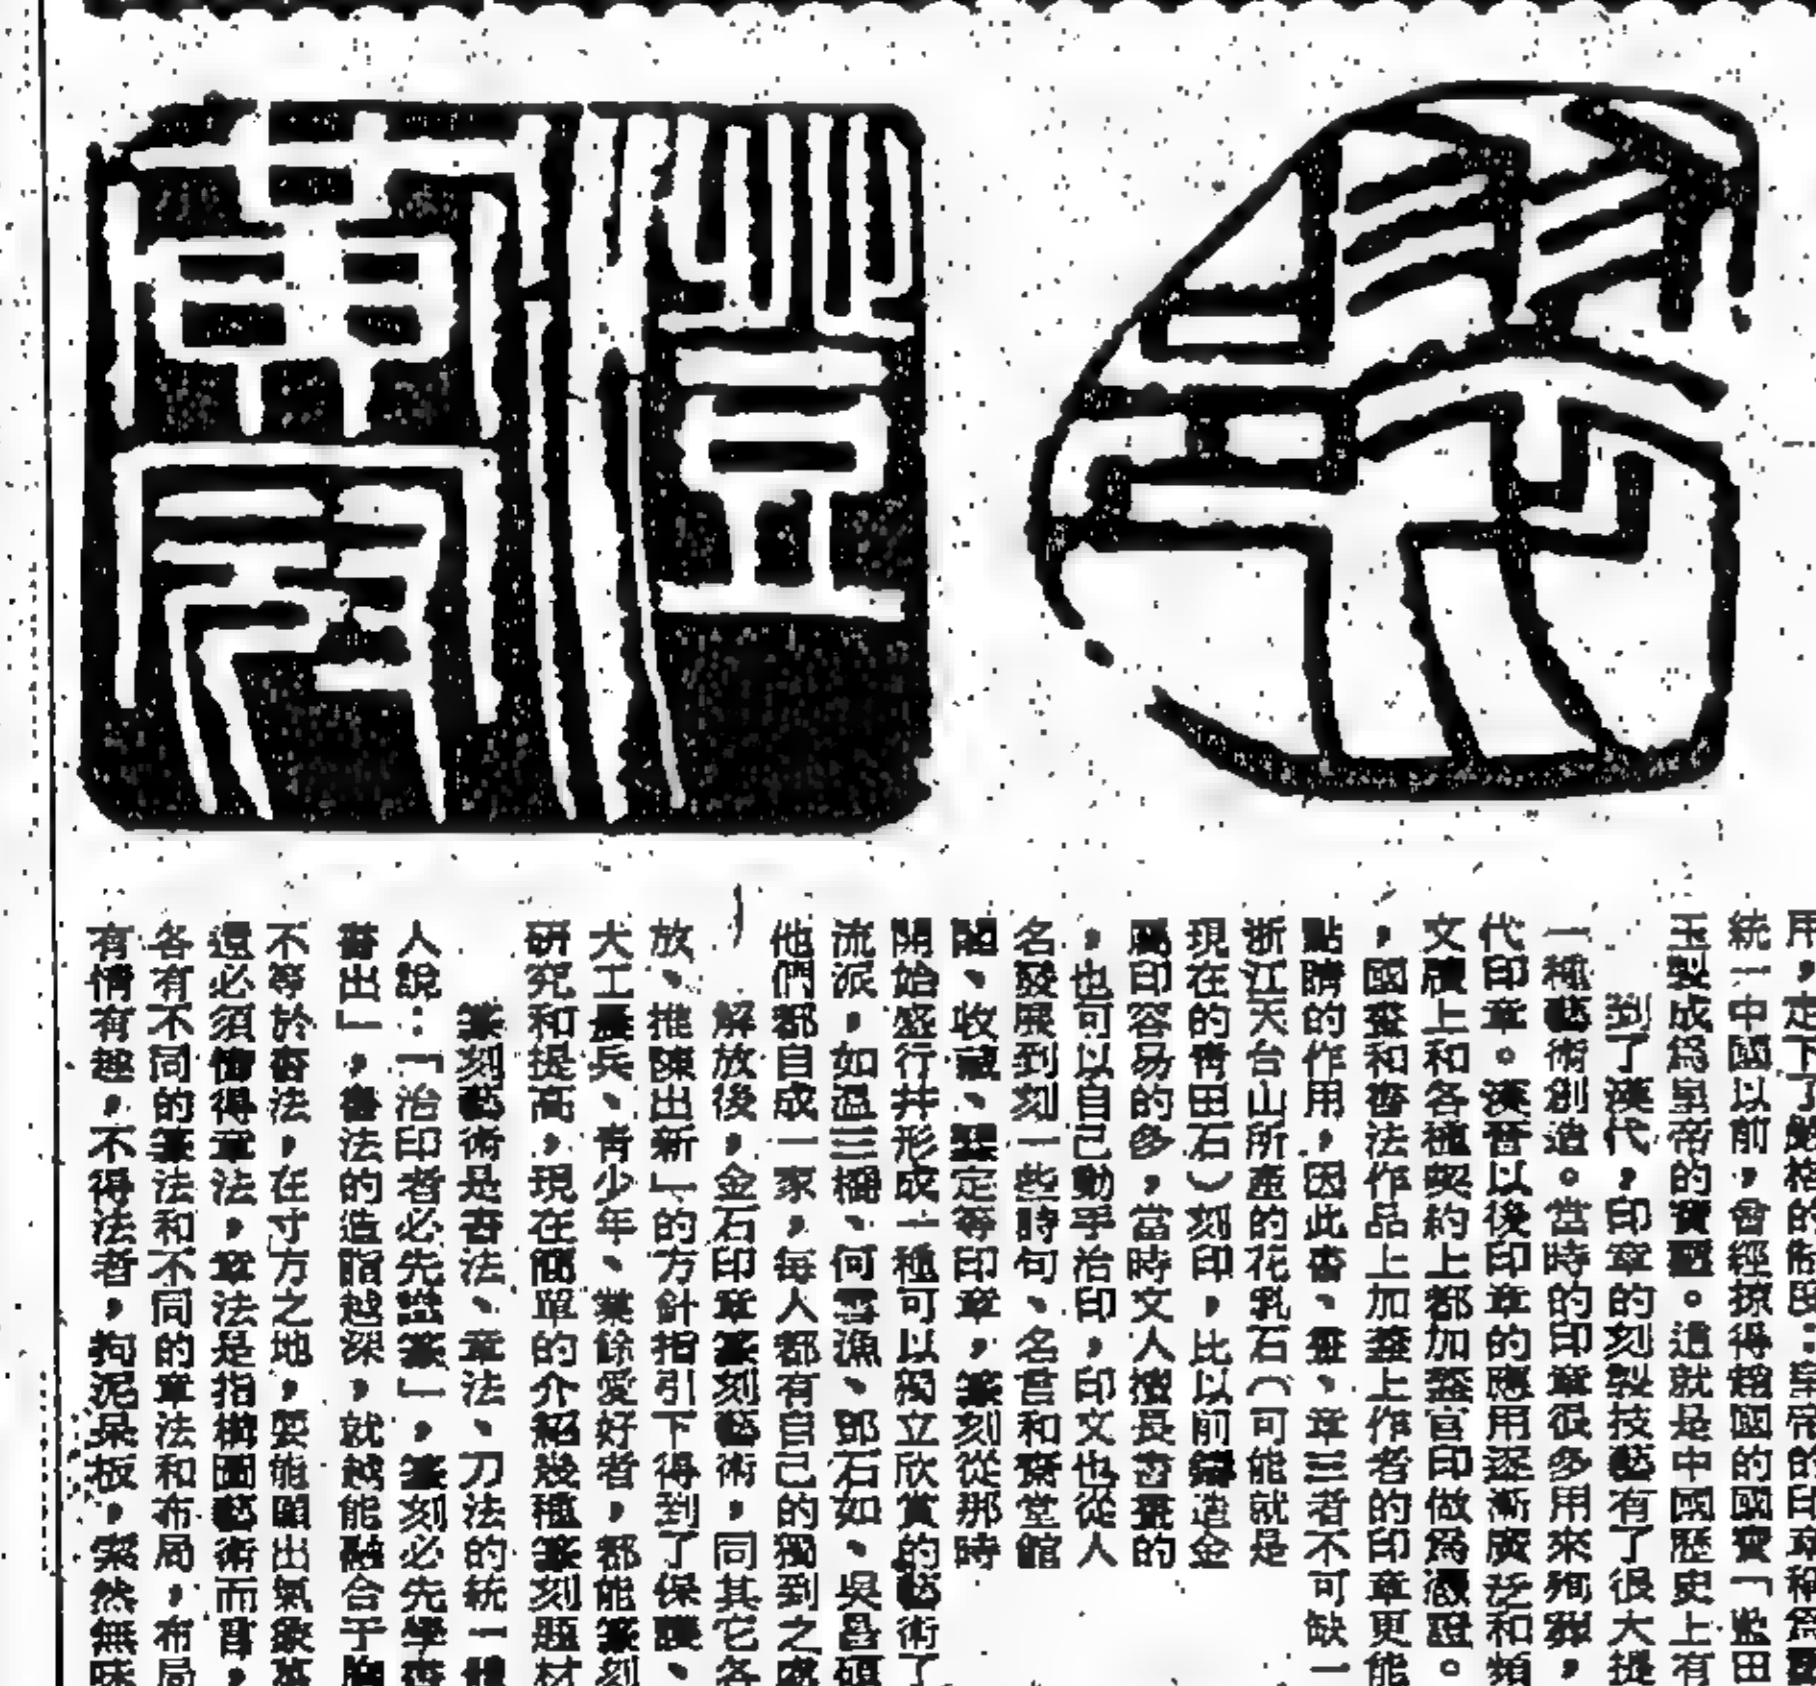 統一中國以前，曾經掠得趙國的國寶「藍田
玉製成爲皇帝的寶璽。這就是中國歷史上有
到了漢代，印章的刻製技藝有了很大提
一種藝術創造。當時的印章很多用來殉葬，
代印章。漢晉以後印章的應用逐漸廣泛和頻
文牘上和各種契約上都加蓋官印做爲憑證。
，國畫和書法作品上加蓋上作者的印章更能
點睛的作用，因此書、畫、章三者不可缺一
浙江天台山所產的花乳石（可能就是
現在的青田石）刻印，比以前鑄造金
屬印容易的多，當時文人擅長書畫的
，也可以自己動手治印，印文也從人
名發展到刻一些詩句、名言和齋堂館
閣、收藏、鑒定等印章，篆刻從那時
開始盛行井形成一種可以獨立欣賞的藝術了
流派，如溫三橋、何雪漁、鄧石如、吳昌碩
他們都自成一家，每人都有自己的獨到之處
解放後，金石印章篆刻藝術，同其它各
放、推陳出新」的方針指引下得到了保護、
大工農兵、青少年、業餘愛好者，都能篆刻
研究和提高，現在簡單的介紹幾種篆刻題材
篆刻藝術是書法、章法、刀法的統一體
人說：「治印者必先識篆」，篆刻必先學書
書出」，書法的造詣越深，就越能融合于胸
不等於書法，在寸方之地，要能顯出氣象萬
還必須懂得章法，章法是指構圖藝術而言，
各有不同的篆法和不同的章法和布局，布局
有情有趣，不得法者，拘泥呆板，索然無味